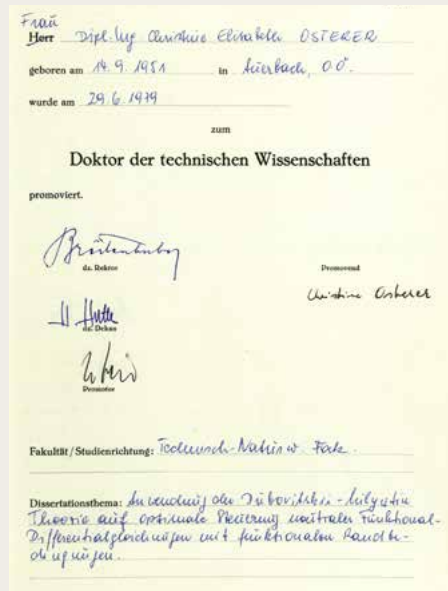 Frau
Herr Dipl. Ing Christine Elisabeth OSTERER
geboren am 14. 9 1951 in Auerbach, OÖ.
wurde am 29. 6. 1979
zum
Doktor der technischen Wissenschaften
promoviert.
dz. Rektor
Promovend
Christine Osterer
dz. Dekan
Promotor
Fakultät/Studienrichtung: Technisch-Naturw. Fak.
Dissertationsthema: Anwendung der Dubovitskii-Milyutin
Theorie auf optimale Steuerung neutraler Funktional-
Differentialgleichungen mit funktionalen Randbe-
dingungen.